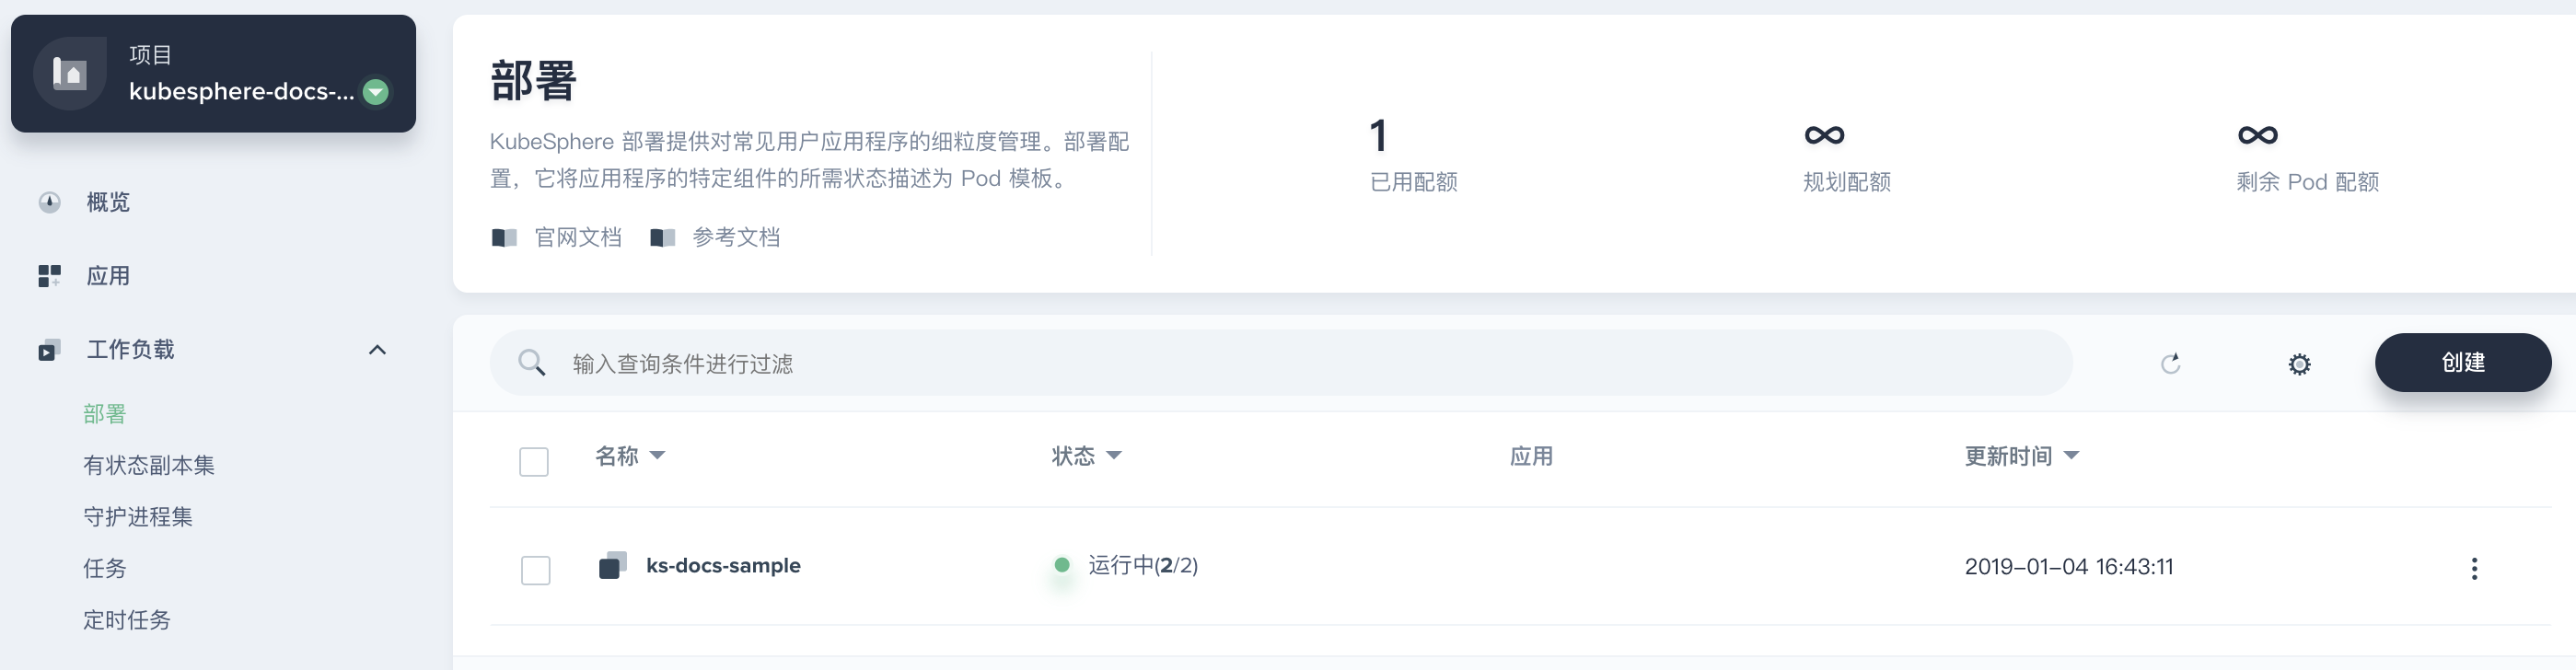 项目
kubesphere-docs-...
概览
应用
工作负载
部署
有状态副本集
守护进程集
任务
定时任务
部署
KubeSphere 部署提供对常见用户应用程序的细粒度管理。部署配
置，它将应用程序的特定组件的所需状态描述为 Pod 模板。
官网文档 参考文档
1
已用配额
∞
规划配额
∞
剩余 Pod 配额
输入查询条件进行过滤
创建
名称 状态 应用 更新时间
ks-docs-sample 运行中(2/2) 2019-01-04 16:43:11